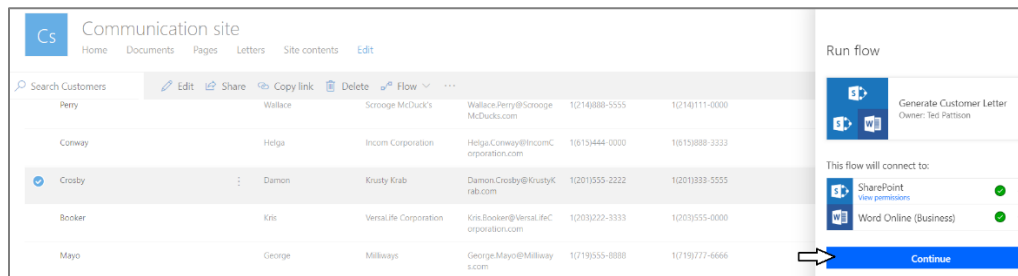 Cs
Communication site
Home Documents Pages Letters Site contents Edit
Search Customers Edit Share Copy link Delete Flow ...
Perry Wallace Scrooge McDuck's Wallace.Perry@Scrooge 1(214)888-5555 1(214)111-0000
McDucks.com
Conway Helga Incom Corporation Helga.Conway@IncomC 1(615)444-0000 1(615)888-3333
orporation.com
Crosby Damon Krusty Krab Damon.Crosby@KrustyK 1(201)555-2222 1(201)333-5555
rab.com
Booker Kris VersaLife Corporation Kris.Booker@VersaLifeC 1(203)222-3333 1(203)555-0000
orporation.com
Mayo George Milliways George.Mayo@Milliway 1(719)555-8888 1(719)777-6666
s.com
Run flow
Generate Customer Letter
Owner: Ted Pattison
This flow will connect to:
SharePoint
View permissions
Word Online (Business)
Continue